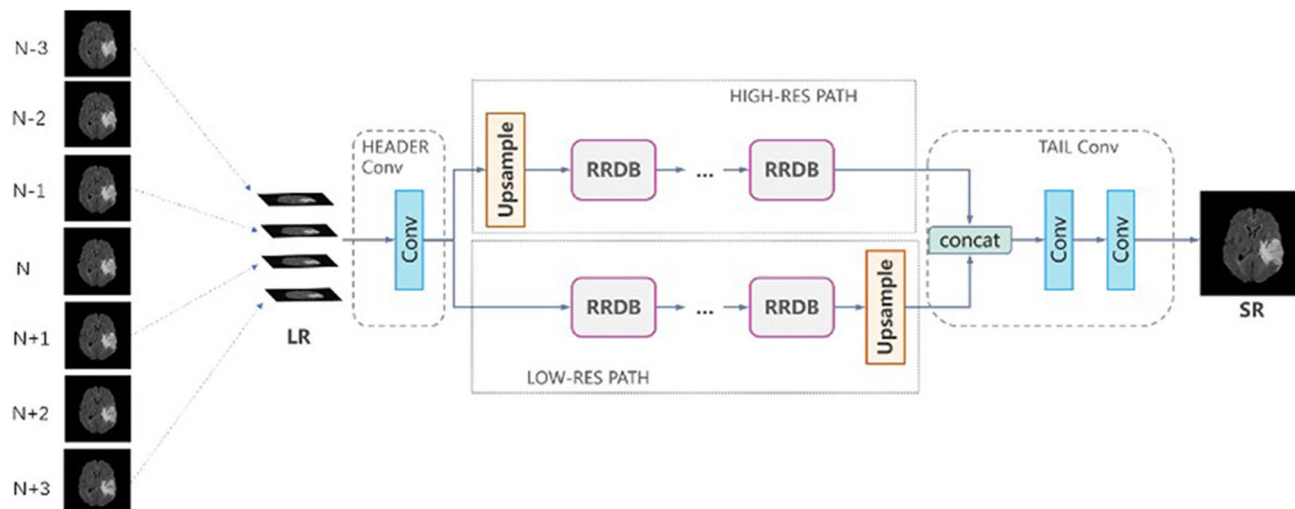 N-3
N-2
N-1
N
N+1
N+2
N+3
LR
HEADER
Conv
Conv
HIGH-RES PATH
Upsample
RRDB
...
RRDB
LOW-RES PATH
RRDB
...
RRDB
Upsample
TAIL Conv
concat
Conv
Conv
SR